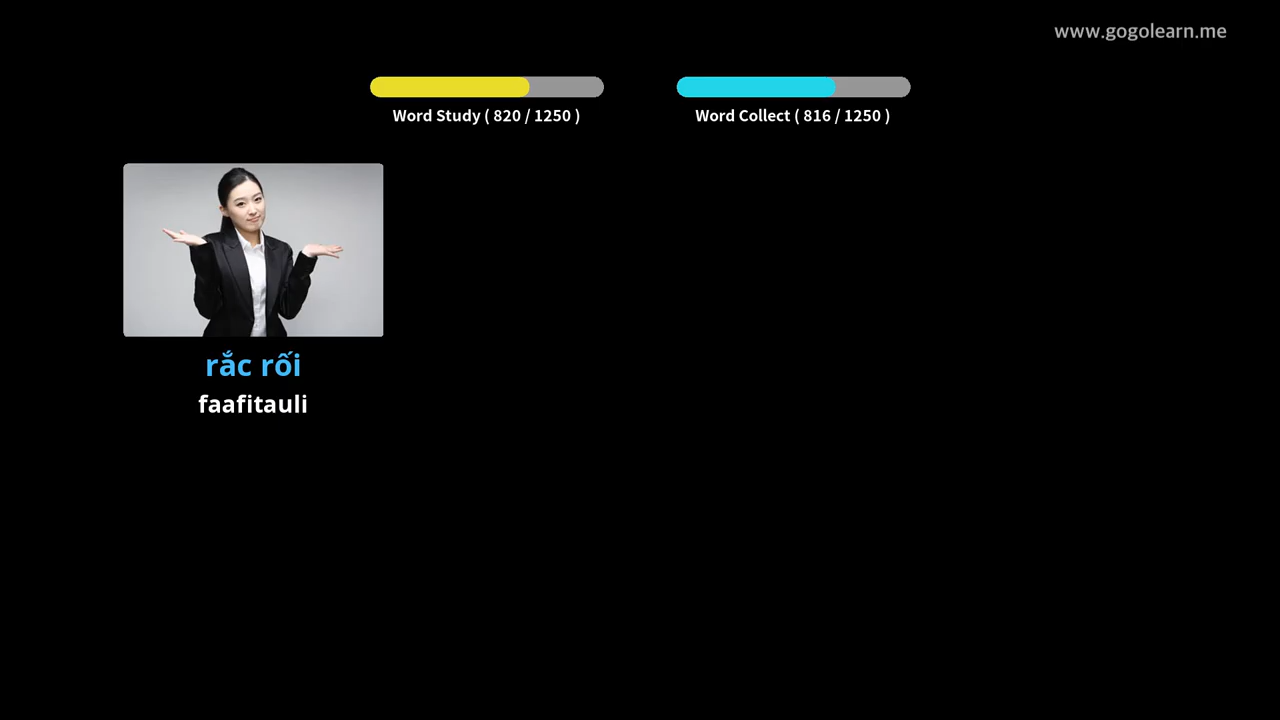 www.gogolearn.me
Word Study ( 820 / 1250 )
Word Collect ( 816 / 1250 )
rắc rối
faafitauli